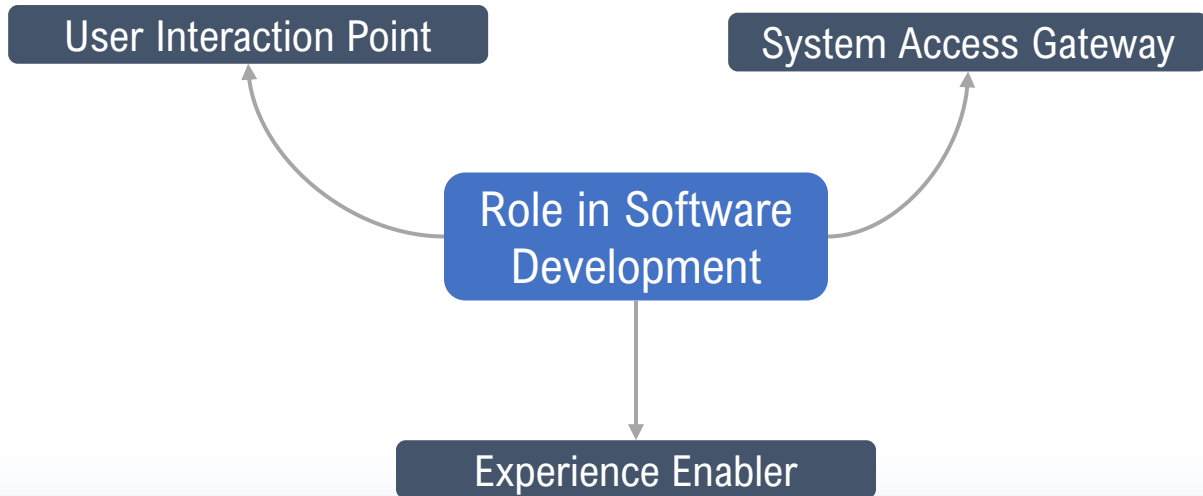 User Interaction Point
System Access Gateway
Role in Software
Development
Experience Enabler